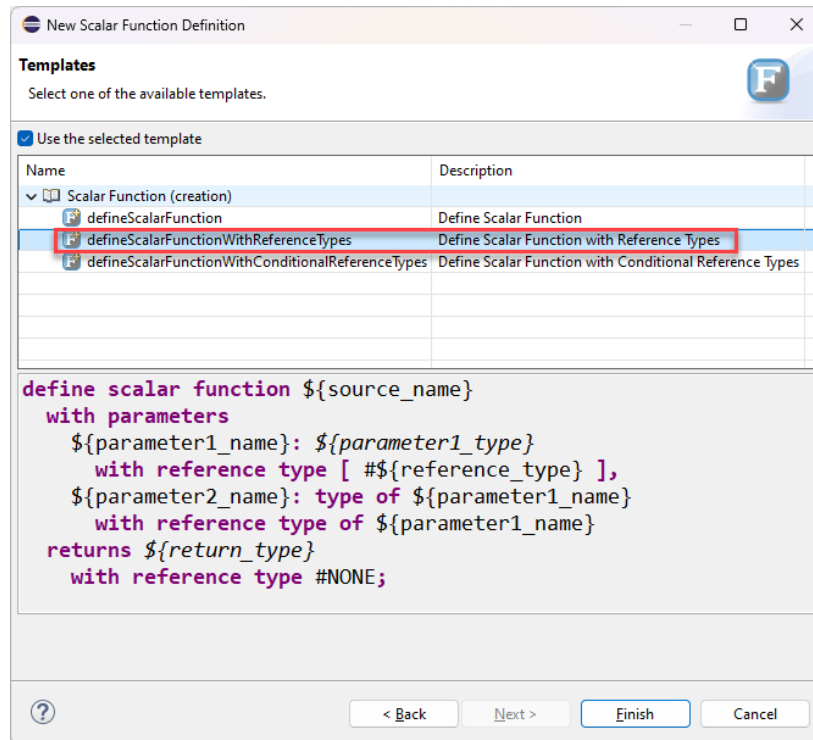 New Scalar Function Definition
Templates
Select one of the available templates.
F
Use the selected template
Name Description
Scalar Function (creation)
defineScalarFunction Define Scalar Function
defineScalarFunctionWithReferenceTypes Define Scalar Function with Reference Types
defineScalarFunctionWithConditionalReferenceTypes Define Scalar Function with Conditional Reference Types
define scalar function ${source_name}
with parameters
${parameter1_name}: ${parameter1_type}
with reference type [ #${reference_type} ],
${parameter2_name}: type of ${parameter1_name}
with reference type of ${parameter1_name}
returns ${return_type}
with reference type #NONE;
? < Back Next > Finish Cancel